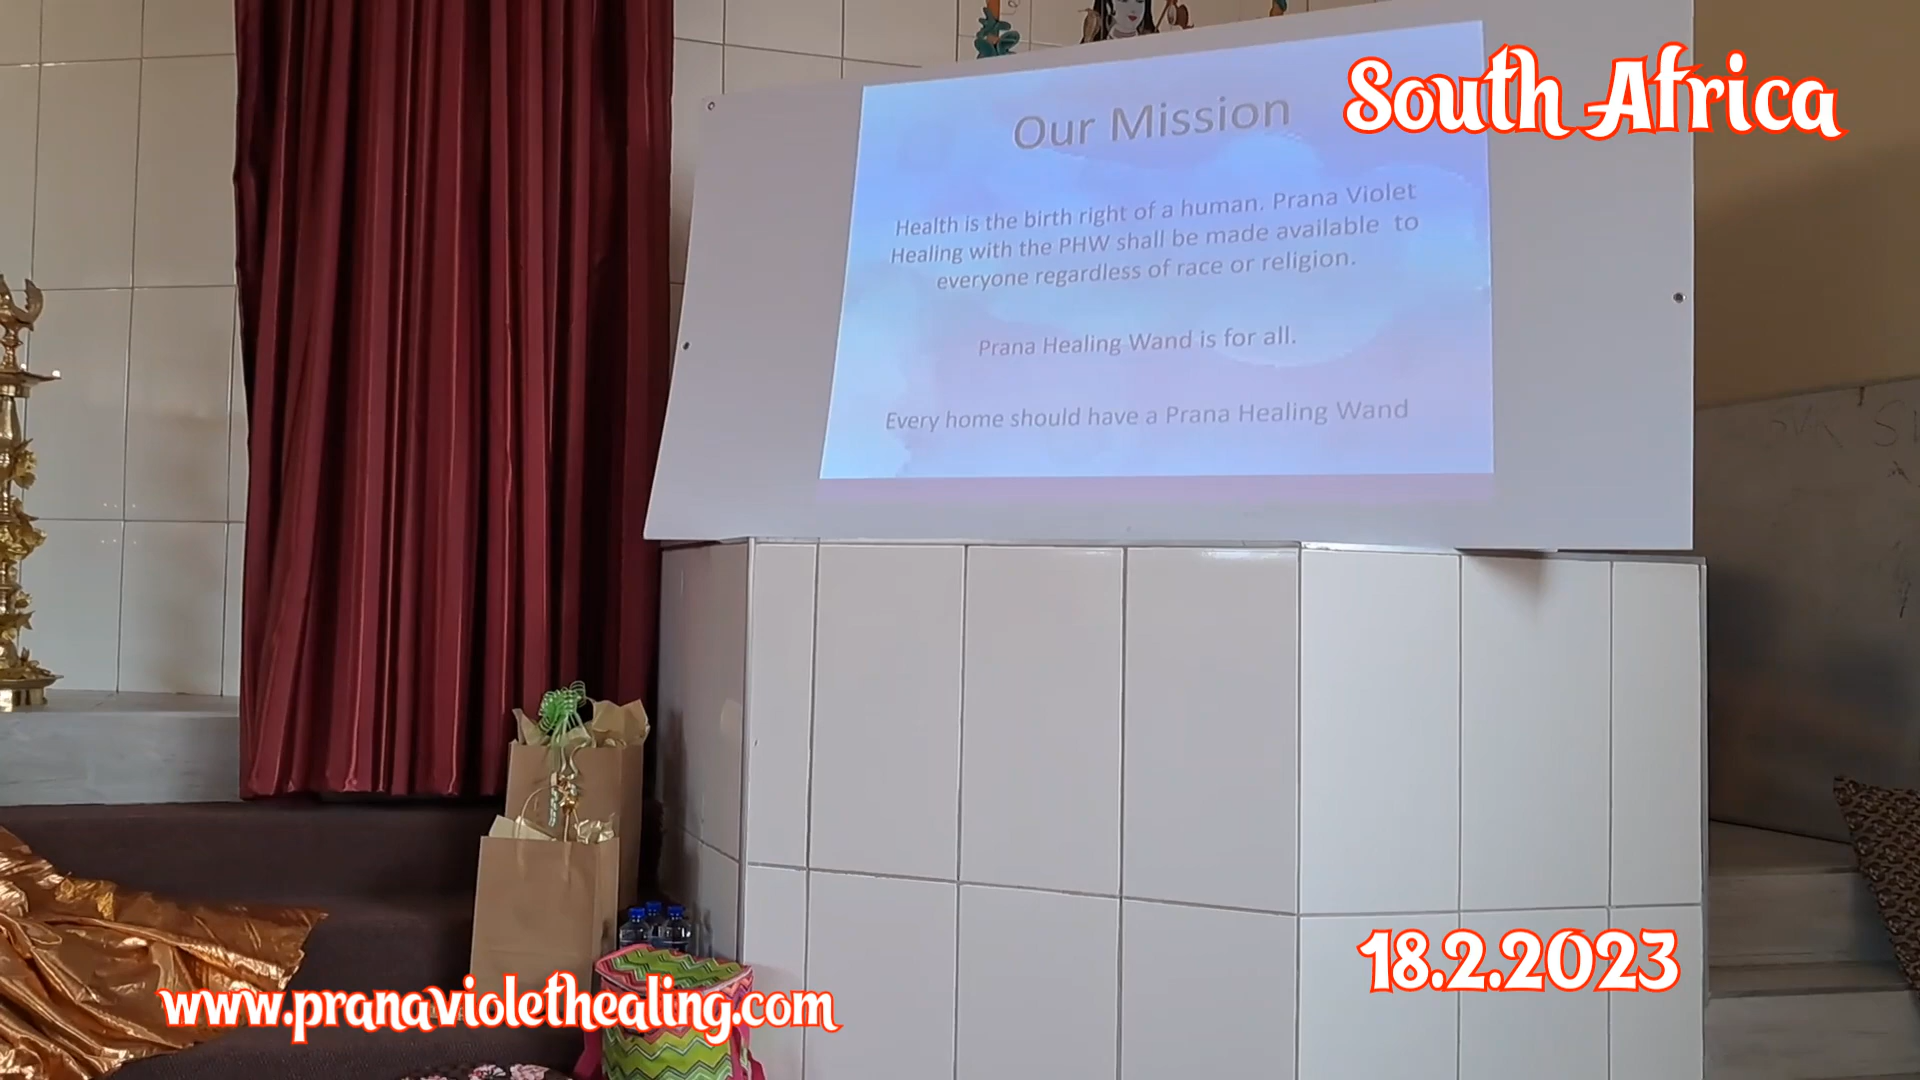 South Africa
Our Mission
Health is the birth right of a human. Prana Violet
Healing with the PHW shall be made available to
everyone regardless of race or religion.
Prana Healing Wand is for all.
Every home should have a Prana Healing Wand
18.2.2023
www.pranaviolethealing.com